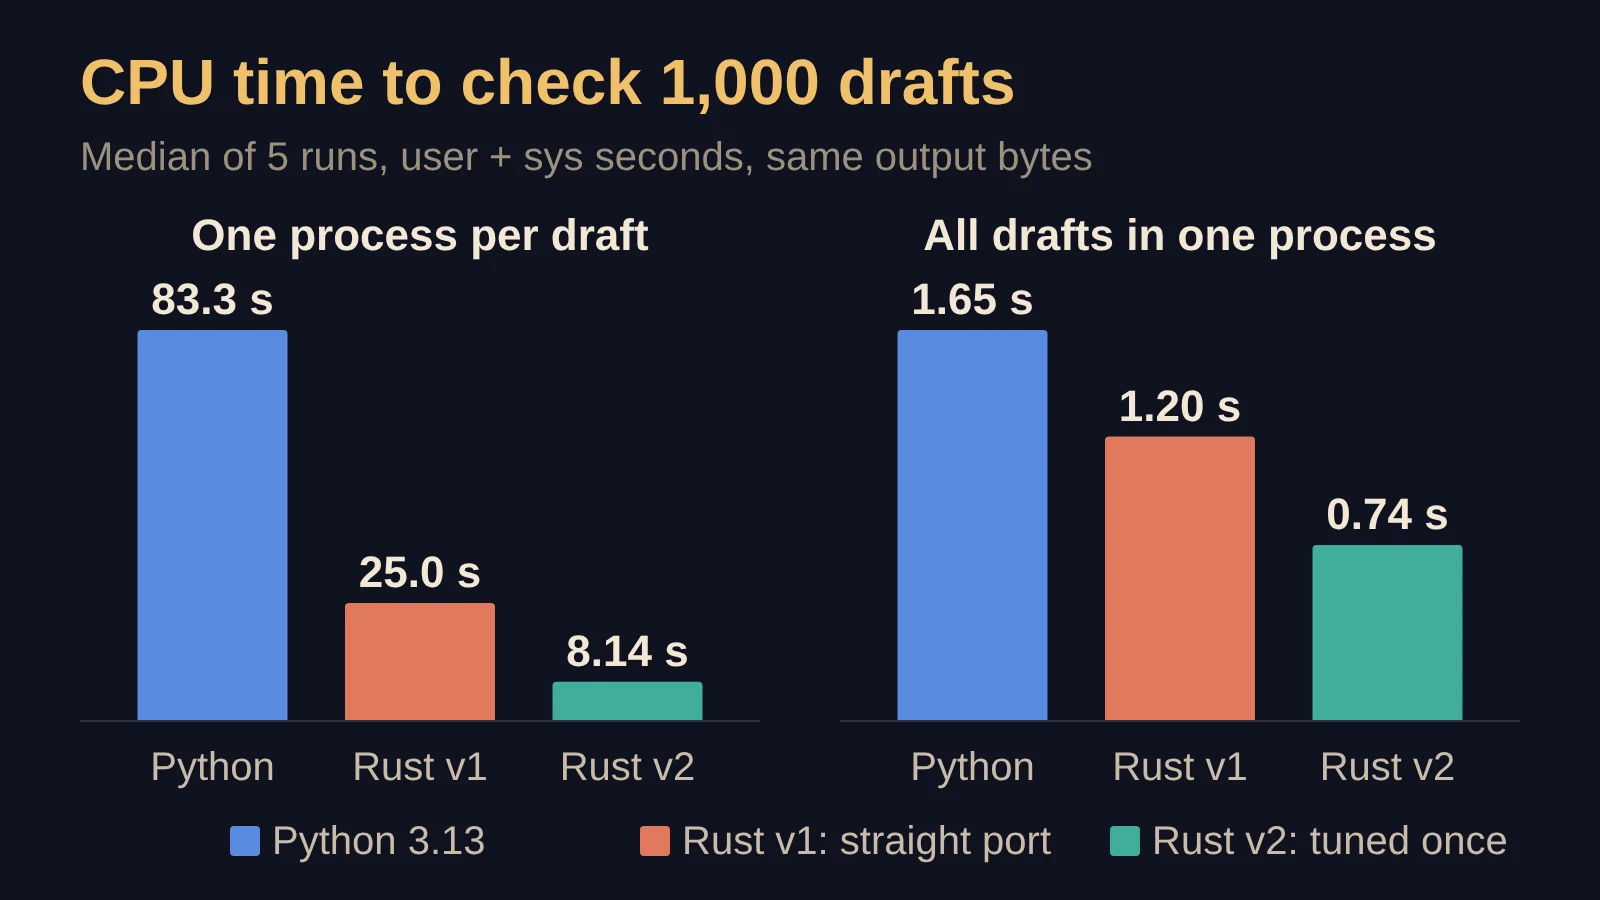 CPU time to check 1,000 drafts
Median of 5 runs, user + sys seconds, same output bytes
One process per draft
83.3 s
25.0 s
8.14 s
Python
Rust v1
Rust v2
All drafts in one process
1.65 s
1.20 s
0.74 s
Python
Rust v1
Rust v2
Python 3.13
Rust v1: straight port
Rust v2: tuned once